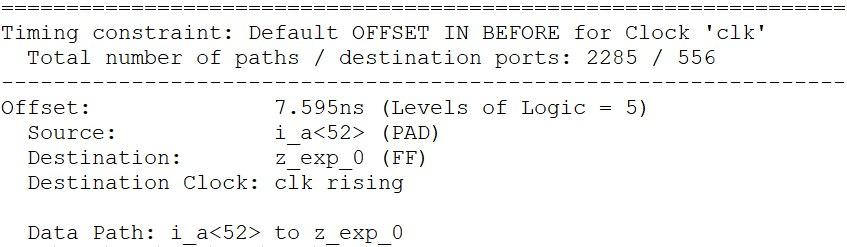 =================================================================
Timing constraint: Default OFFSET IN BEFORE for Clock 'clk'
  Total number of paths / destination ports: 2285 / 556
-----------------------------------------------------------------
Offset:              7.595ns (Levels of Logic = 5)
  Source:            i_a<52> (PAD)
  Destination:       z_exp_0 (FF)
  Destination Clock: clk rising

  Data Path: i_a<52> to z_exp_0